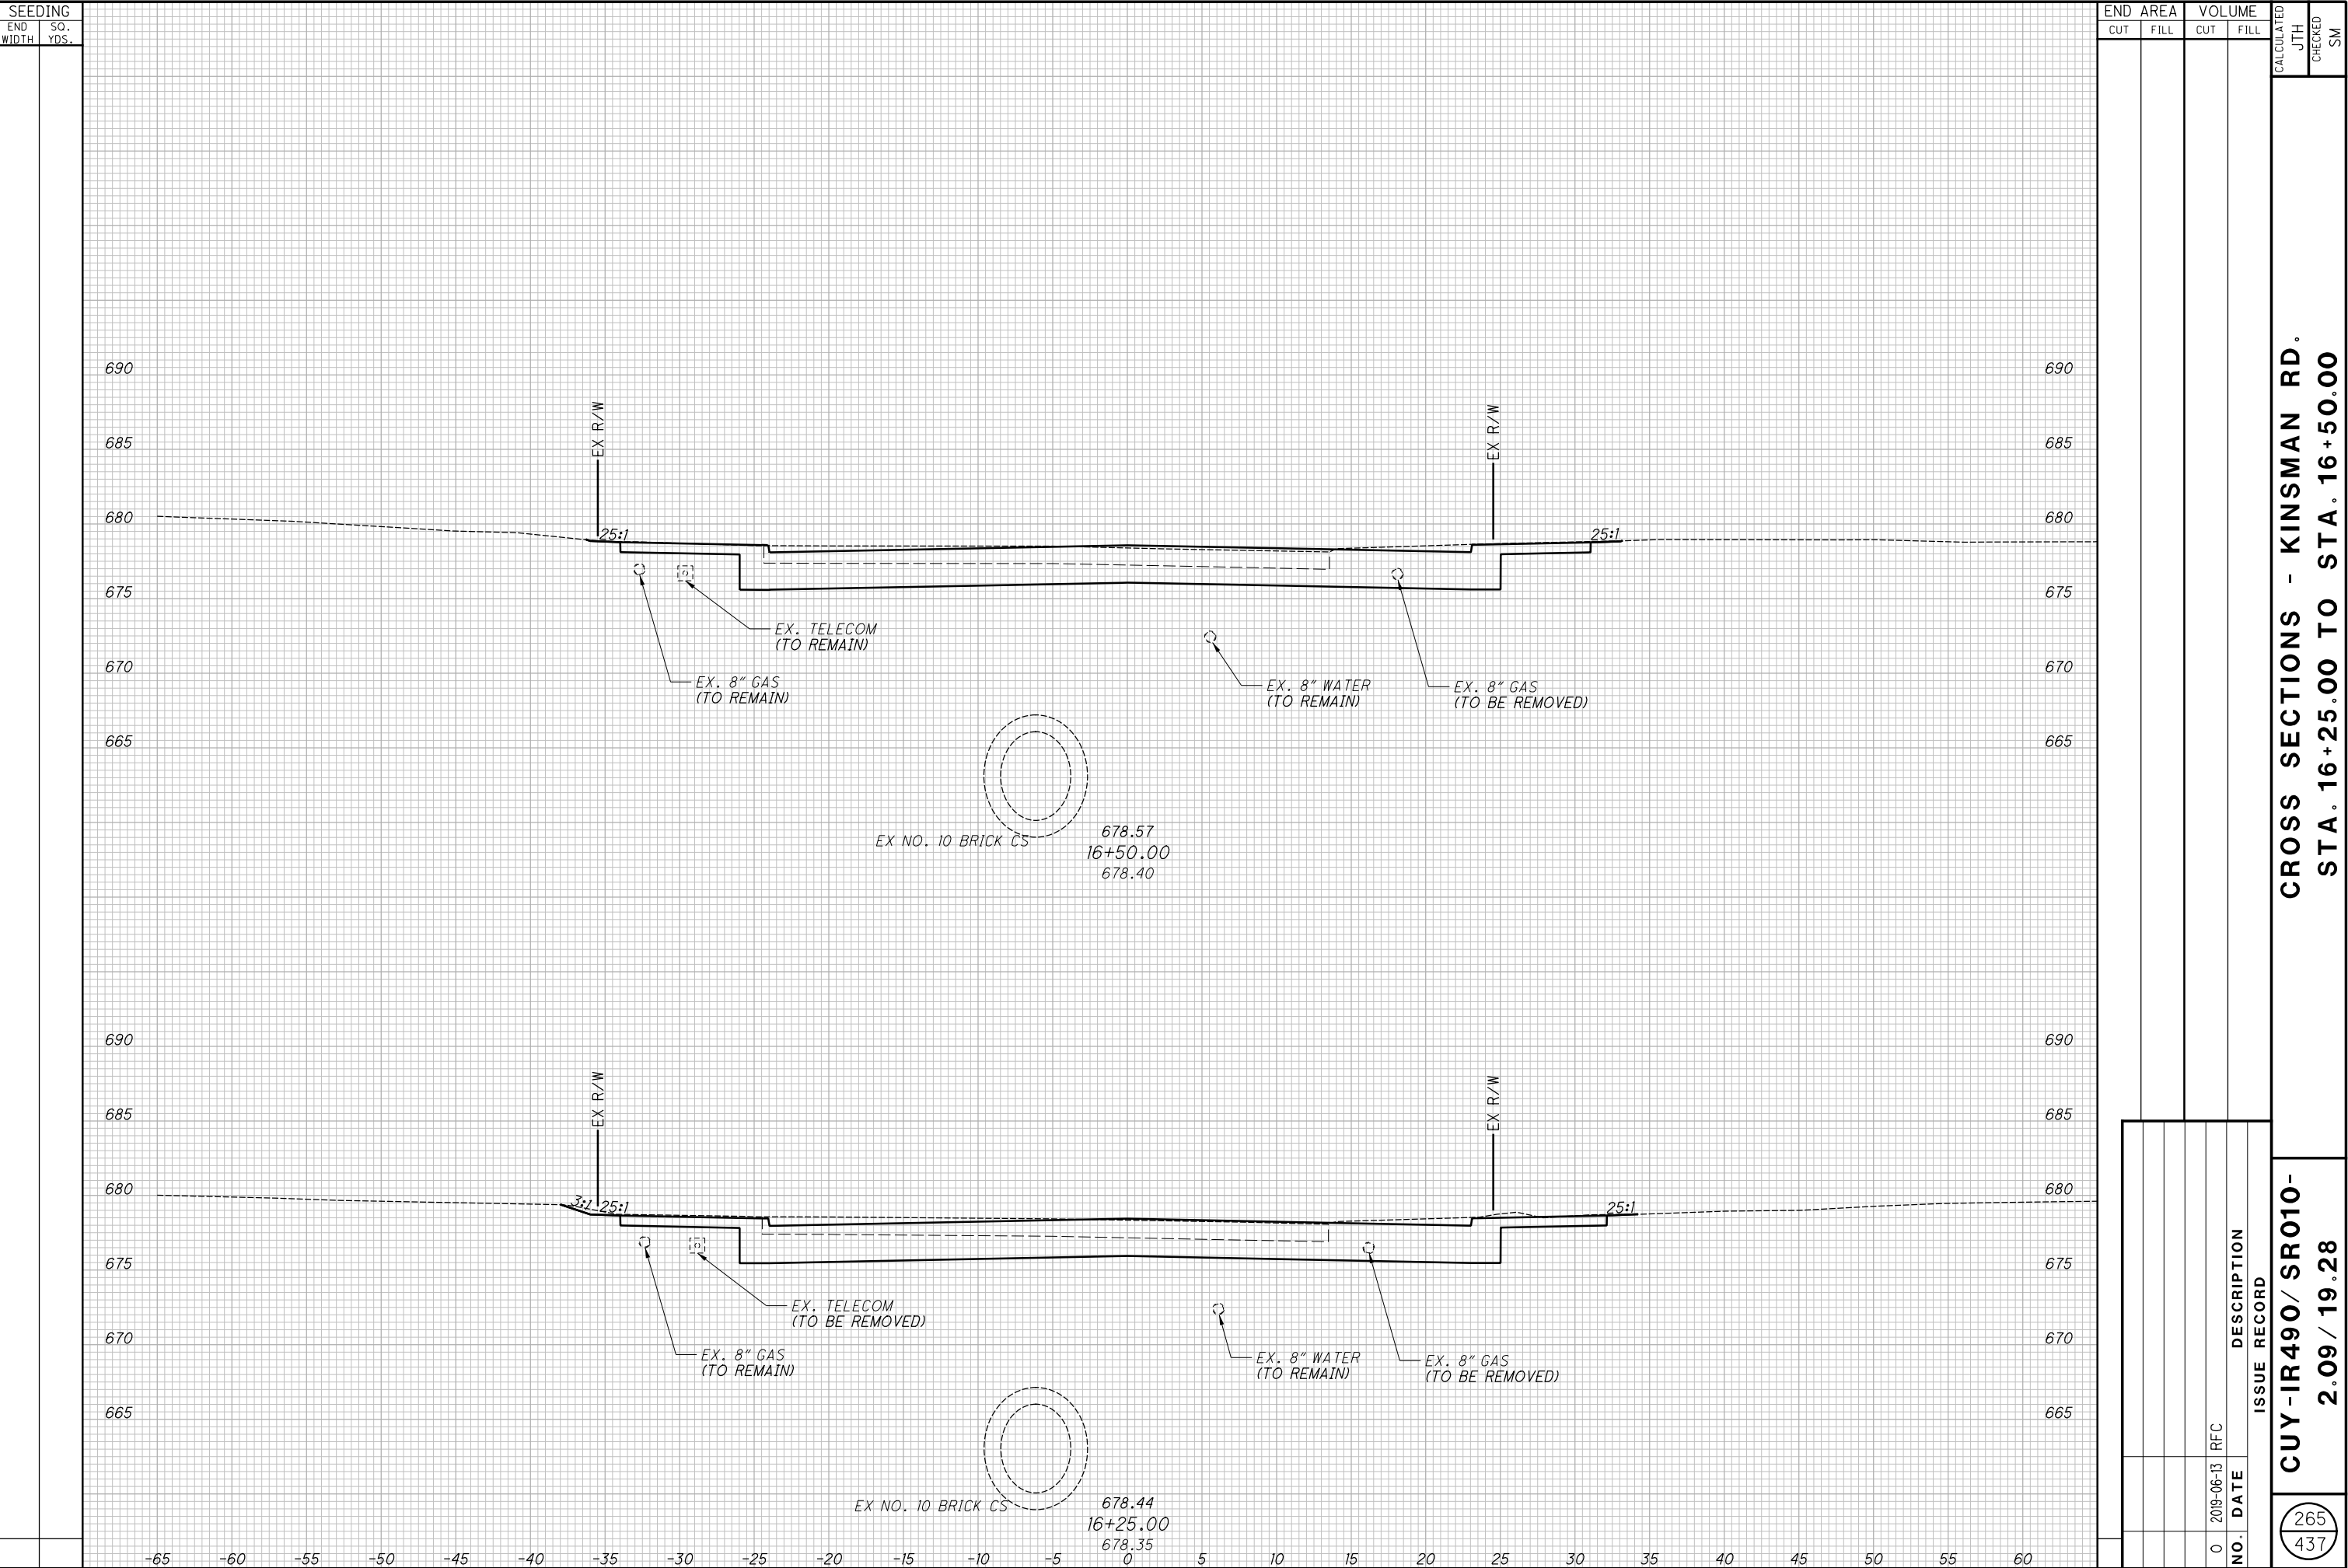 SEEDING
END WIDTH
SQ. YDS.
END AREA
VOLUME
CUT
FILL
CUT
FILL
CALCULATED
JTH
CHECKED
SM
690
690
EX R/W
EX R/W
685
685
680
680
25:1
25:1
675
675
EX. TELECOM
(TO REMAIN)
670
670
EX. 8" GAS
(TO REMAIN)
EX. 8" WATER
(TO REMAIN)
EX. 8" GAS
(TO BE REMOVED)
665
665
EX NO. 10 BRICK CS
678.57
16+50.00
678.40
690
690
EX R/W
EX R/W
685
685
680
680
3:1
25:1
25:1
675
675
EX. TELECOM
(TO BE REMOVED)
670
670
EX. 8" GAS
(TO REMAIN)
EX. 8" WATER
(TO REMAIN)
EX. 8" GAS
(TO BE REMOVED)
665
665
EX NO. 10 BRICK CS
678.44
16+25.00
678.35
-65 -60 -55 -50 -45 -40 -35 -30 -25 -20 -15 -10 -5 0 5 10 15 20 25 30 35 40 45 50 55 60
CROSS SECTIONS - KINSMAN RD.
STA. 16+25.00 TO STA. 16+50.00
0 2019-06-13 RFC
NO. DATE DESCRIPTION
ISSUE RECORD
CUY-IR490/SR010-
2.09/19.28
265
437